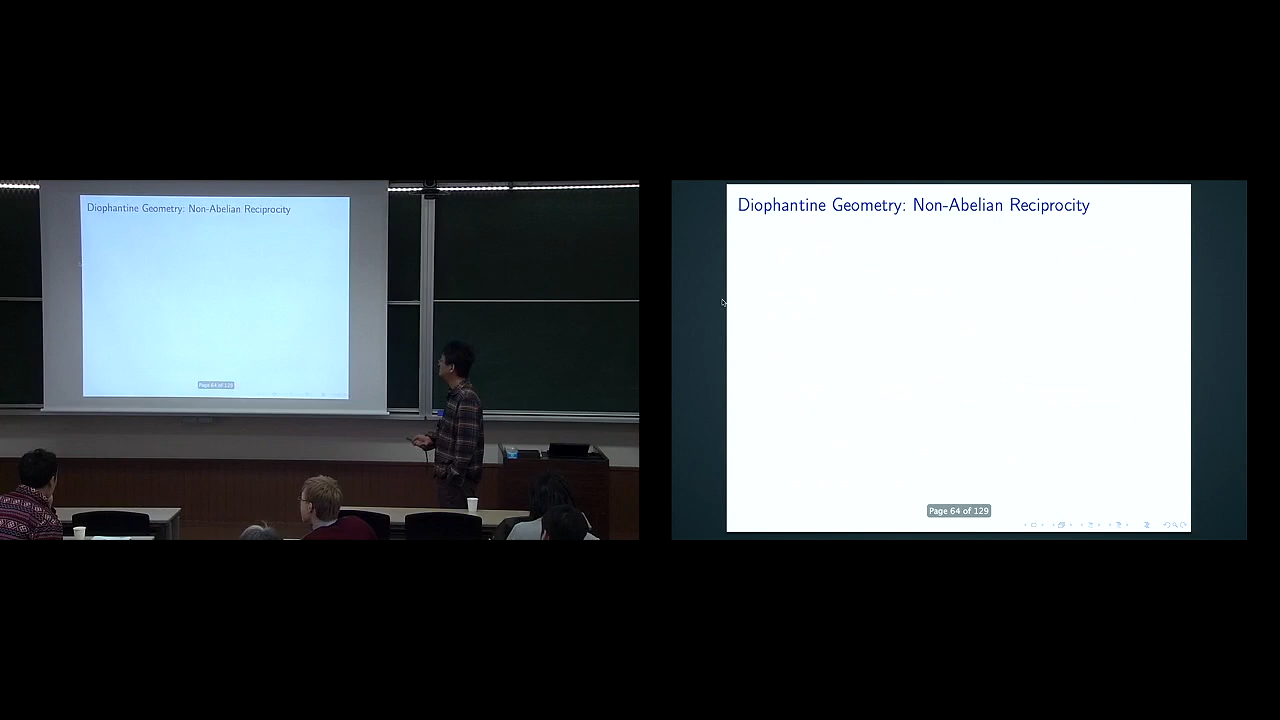 Diophantine Geometry: Non-Abelian Reciprocity
Page 64 of 129
Diophantine Geometry: Non-Abelian Reciprocity
Page 64 of 129